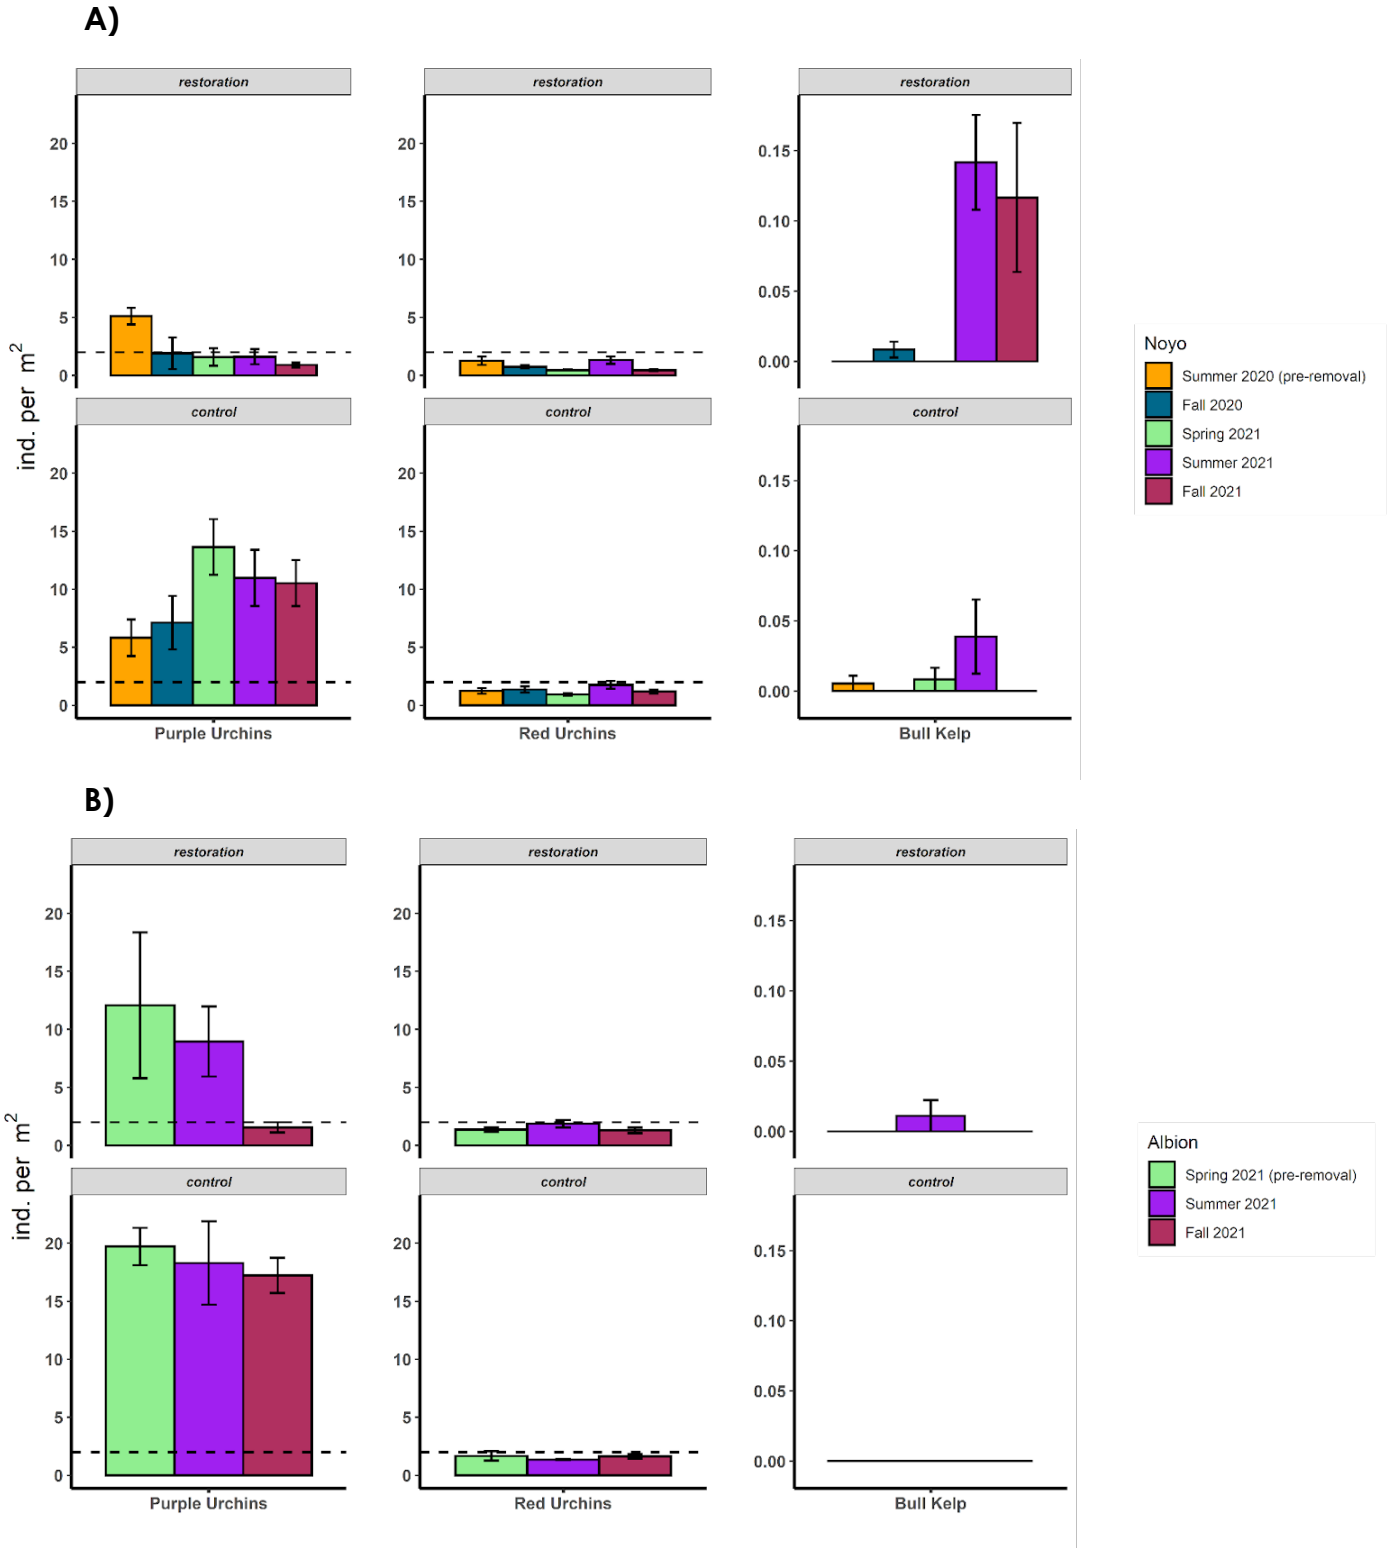 A)
restoration restoration restoration
20 20 0.15
15 15 0.10
10 10 0.05
5 5 0.00
0 0
control control control
20 20 0.15
15 15 0.10
10 10 0.05
5 5 0.00
0 0
ind. per m²
Purple Urchins Red Urchins Bull Kelp
Noyo
Summer 2020 (pre-removal)
Fall 2020
Spring 2021
Summer 2021
Fall 2021
B)
restoration restoration restoration
20 20 0.15
15 15 0.10
10 10 0.05
5 5 0.00
0 0
control control control
20 20 0.15
15 15 0.10
10 10 0.05
5 5 0.00
0 0
ind. per m²
Purple Urchins Red Urchins Bull Kelp
Albion
Spring 2021 (pre-removal)
Summer 2021
Fall 2021